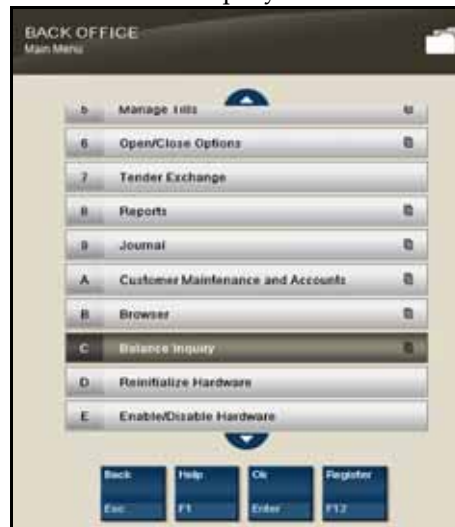 BACK OFFICE
Main Menu
5 Manage Tills
6 Open/Close Options
7 Tender Exchange
8 Reports
9 Journal
A Customer Maintenance and Accounts
B Browser
C Balance Inquiry
D Reinitialize Hardware
E Enable/Disable Hardware
Back Help Ok Register
Esc F1 Enter F12